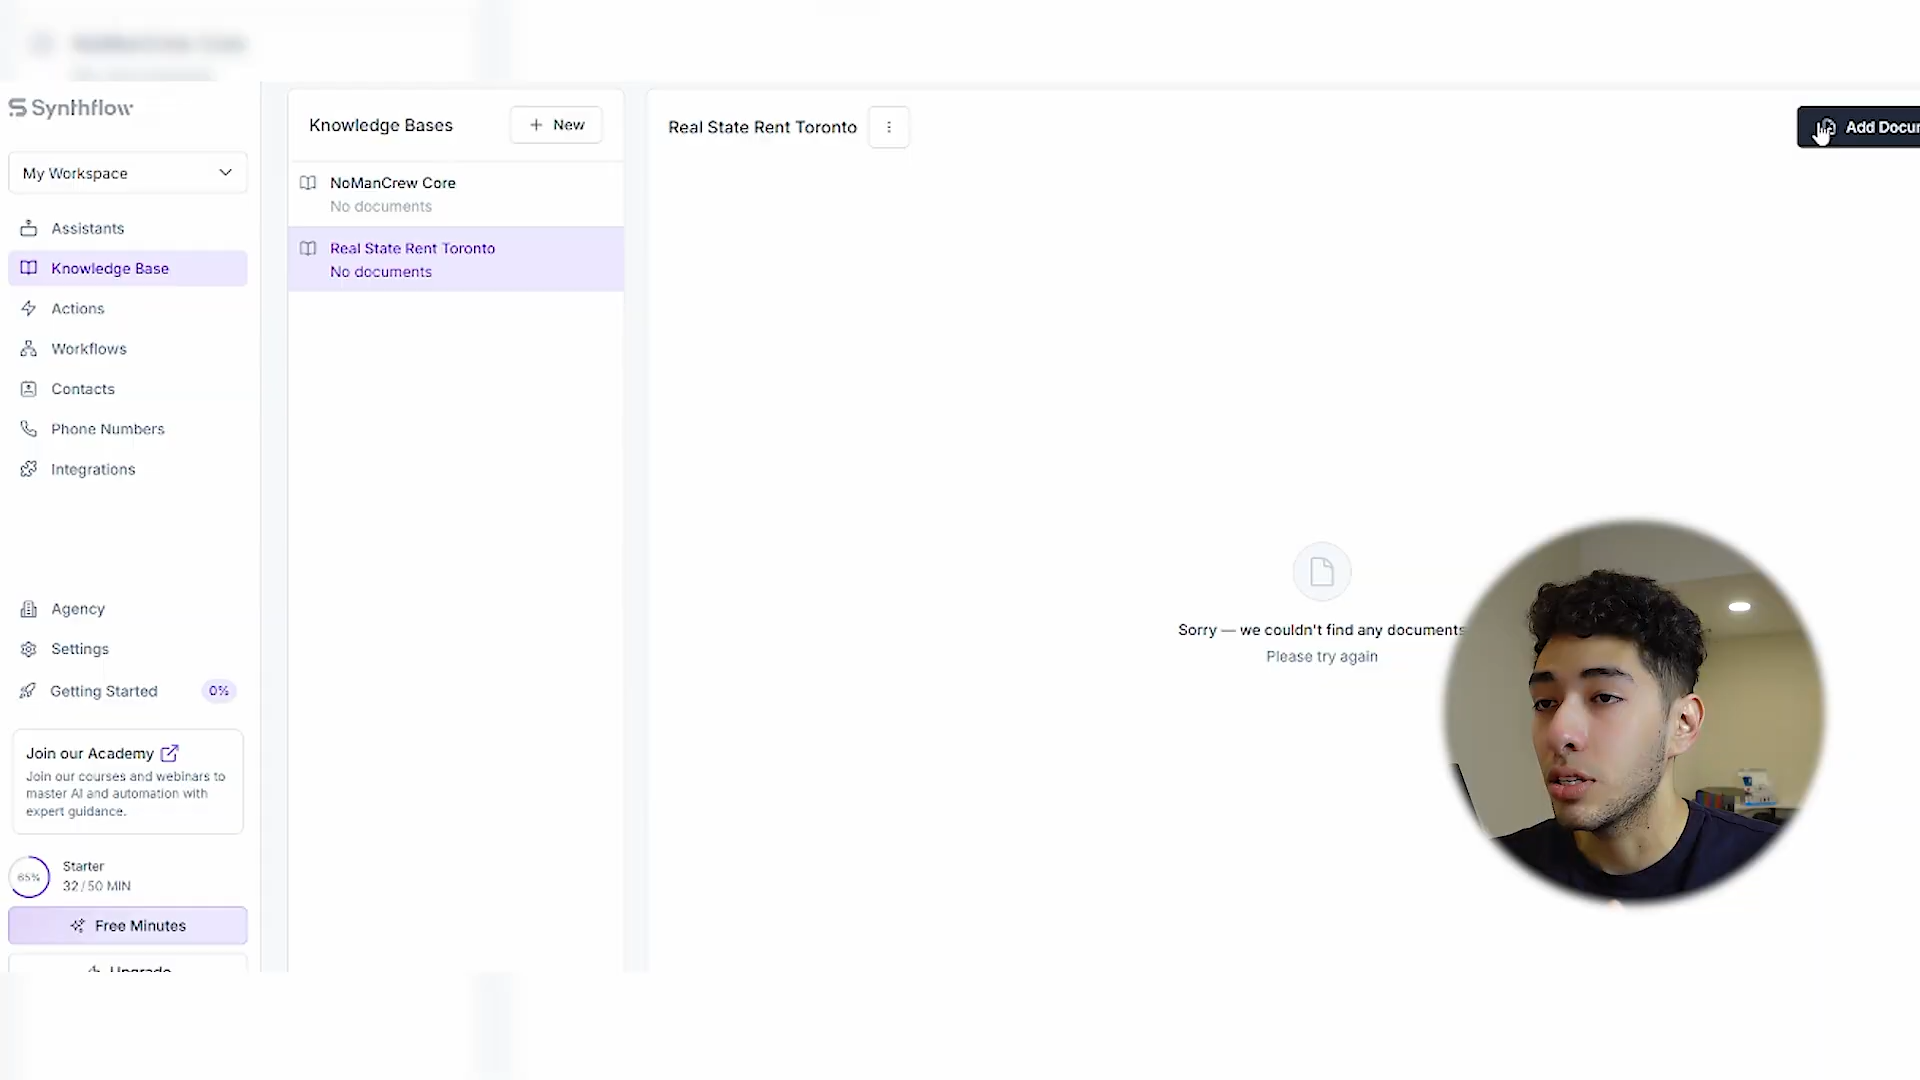 Synthflow
My Workspace
Assistants
Knowledge Base
Actions
Workflows
Contacts
Phone Numbers
Integrations
Agency
Settings
Getting Started 0%
Join our Academy
Join our courses and webinars to
master AI and automation with
expert guidance.
65%
Starter
32 / 50 MIN
Free Minutes
Upgrade
Knowledge Bases
+ New
NoManCrew Core
No documents
Real State Rent Toronto
No documents
Real State Rent Toronto
Add Docu
Sorry — we couldn't find any documents
Please try again